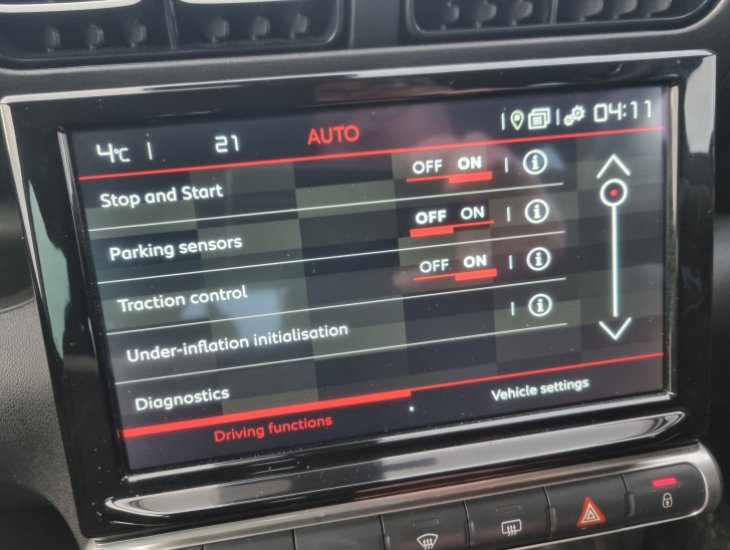 4°C 21 AUTO 04:11
Stop and Start OFF ON
Parking sensors OFF ON
Traction control OFF ON
Under-inflation initialisation
Diagnostics
Driving functions Vehicle settings